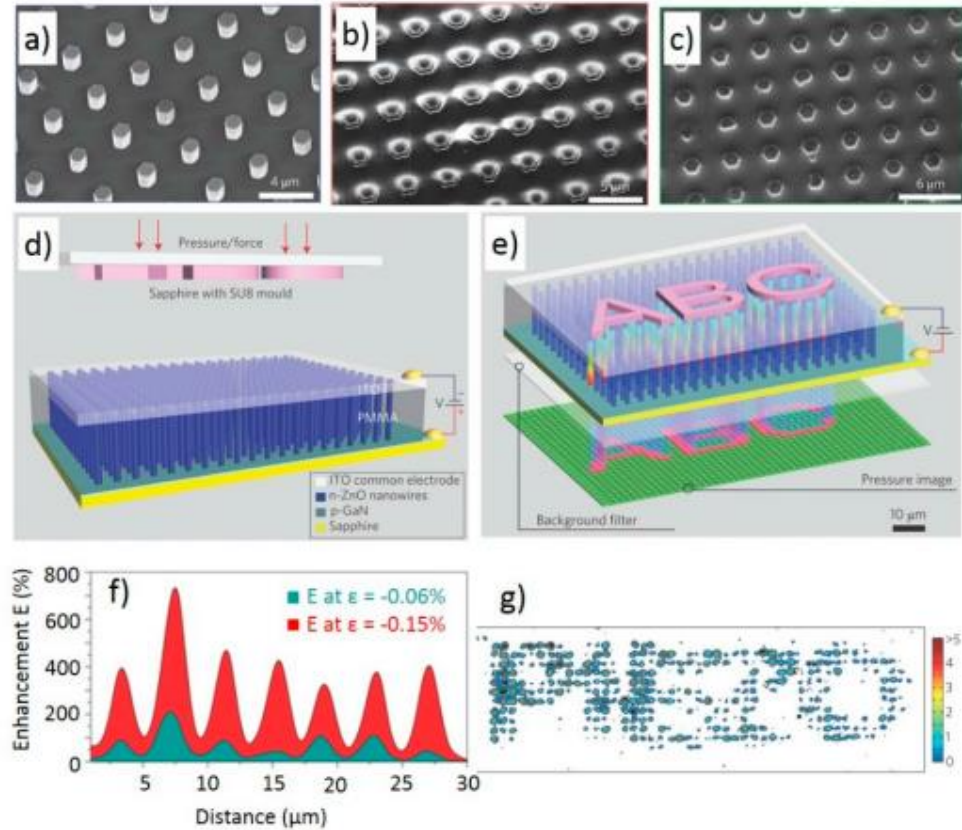 a)
4 μm
b)
5 μm
c)
6 μm
d)
Pressure/force
Sapphire with SU8 mould
ITO
PMMA
V
ITO common electrode
n-ZnO nanowires
p-GaN
Sapphire
e)
ABC
V
ABC
Pressure image
Background filter
10 μm
f)
Enhancement E (%)
800
600
400
200
0
E at ε = -0.06%
E at ε = -0.15%
5 10 15 20 25 30
Distance (μm)
g)
PIEZO
>5
4
3
2
1
0